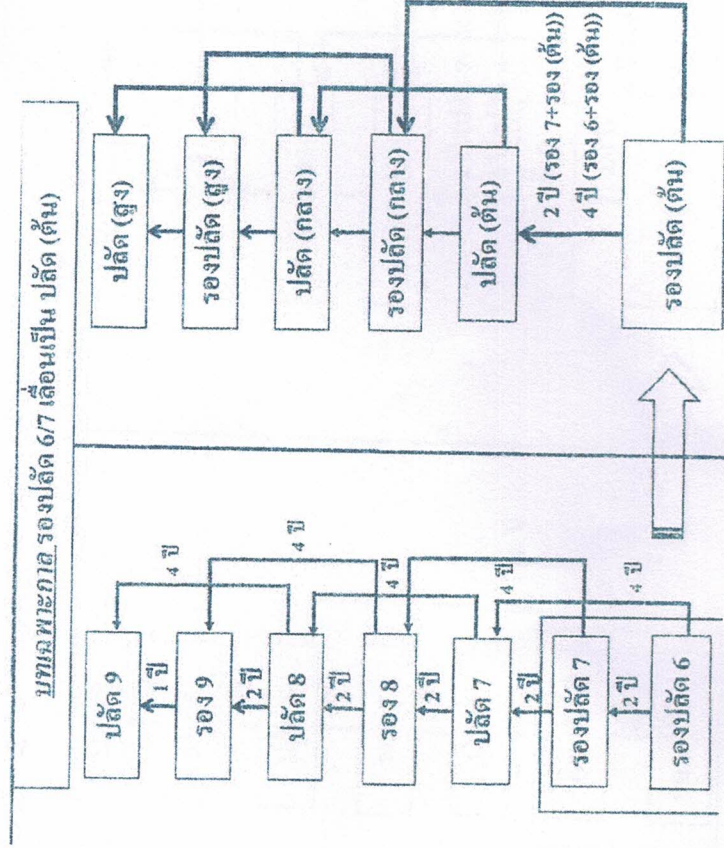 บทเฉพาะกาล รองปลัด 6/7 เลื่อนเป็น ปลัด (ต้น)
ปลัด 9
1 ปี
4 ปี
รอง 9
2 ปี
4 ปี
ปลัด 8
2 ปี
4 ปี
รอง 8
2 ปี
ปลัด 7
2 ปี
4 ปี
รองปลัด 7
2 ปี
4 ปี
รองปลัด 6
ปลัด (สูง)
รองปลัด (สูง)
ปลัด (กลาง)
รองปลัด (กลาง)
ปลัด (ต้น)
2 ปี (รอง 7+รอง (ต้น))
4 ปี (รอง 6+รอง (ต้น))
รองปลัด (ต้น)